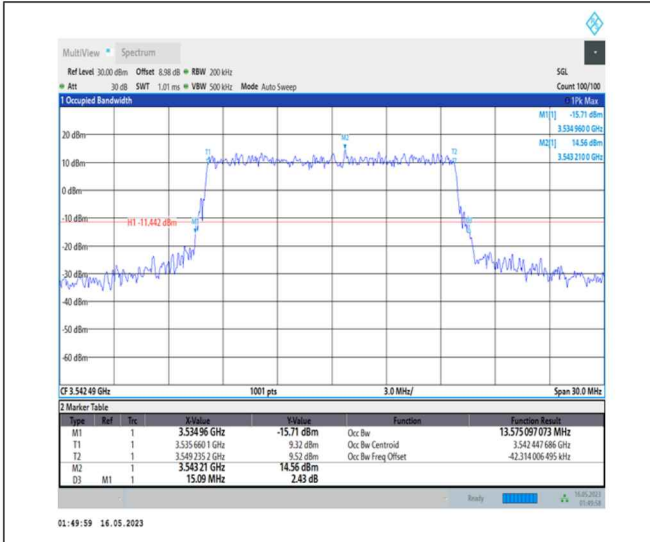 MultiView Spectrum
Ref Level 30.00 dBm Offset 8.98 dB RBW 200 kHz SGL
Att 30 dB SWT 1.01 ms VBW 500 kHz Mode Auto Sweep Count 100/100
1 Occupied Bandwidth 1Pk Max
M1[1] -15.71 dBm
3.534 960 0 GHz
M2[1] 14.56 dBm
3.543 210 0 GHz
20 dBm
M2
T1 T2
10 dBm
0 dBm
-10 dBm
H1 -11.442 dBm M1
-20 dBm
-30 dBm
-40 dBm
-50 dBm
-60 dBm
CF 3.542 49 GHz 1001 pts 3.0 MHz/ Span 30.0 MHz
2 Marker Table
Type Ref Trc X-Value Y-Value Function Function Result
M1 1 3.534 96 GHz -15.71 dBm Occ Bw 13.575 097 073 MHz
T1 1 3.535 660 1 GHz 9.32 dBm Occ Bw Centroid 3.542 447 686 GHz
T2 1 3.549 235 2 GHz 9.52 dBm Occ Bw Freq Offset -42.314 006 495 kHz
M2 1 3.543 21 GHz 14.56 dBm
D3 M1 1 15.09 MHz 2.43 dB
Ready 16.05.2023
01:49:58
01:49:59 16.05.2023